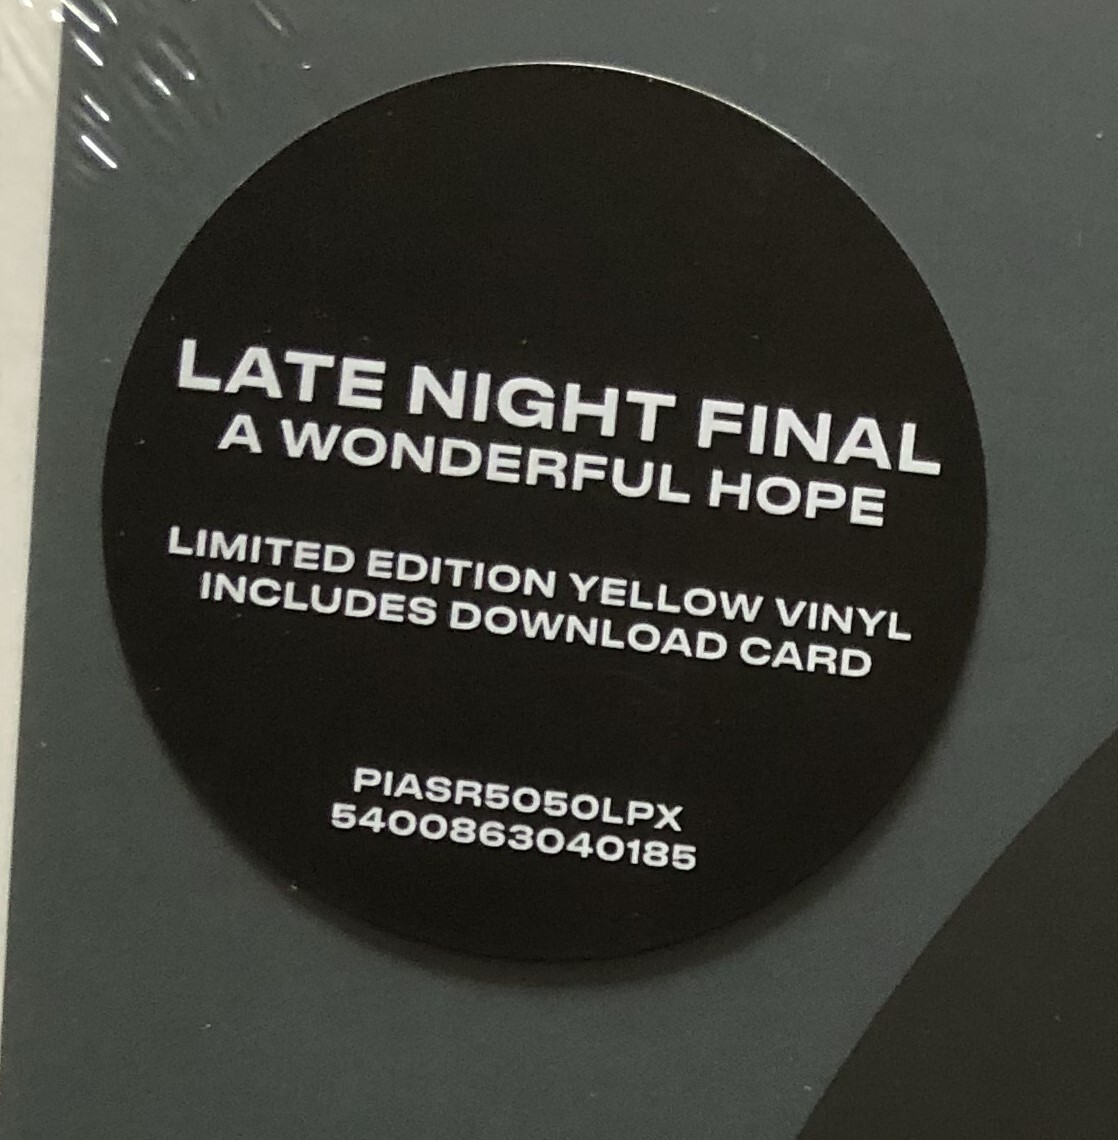 LATE NIGHT FINAL
A WONDERFUL HOPE
LIMITED EDITION YELLOW VINYL
INCLUDES DOWNLOAD CARD
PIASR5050LPX
5400863040185